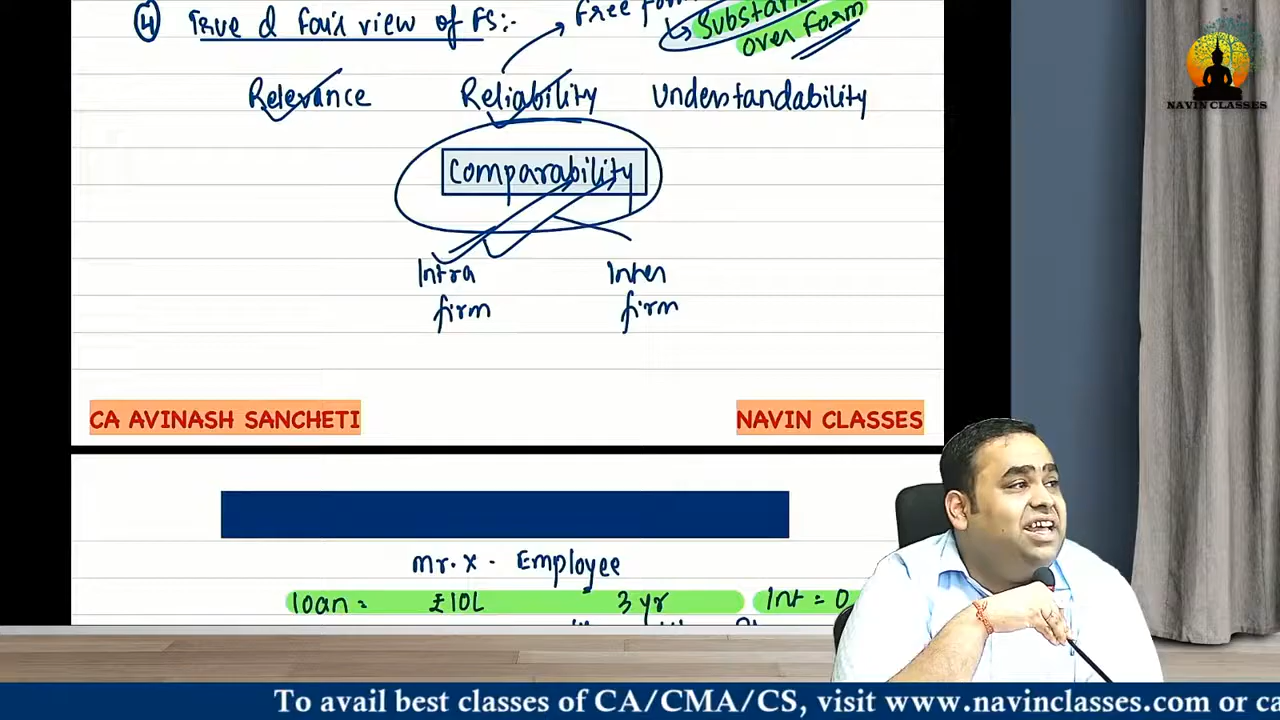 ④ True & fair view of FS:-
Free
Substan
over form
NAVIN CLASSES
Relevance Reliability Understandability
Comparability
Intra firm
Inter firm
CA AVINASH SANCHETI
NAVIN CLASSES
mr. x - Employee
loan = ₤10L 3 yr Int = 0
To avail best classes of CA/CMA/CS, visit www.navinclasses.com or ca